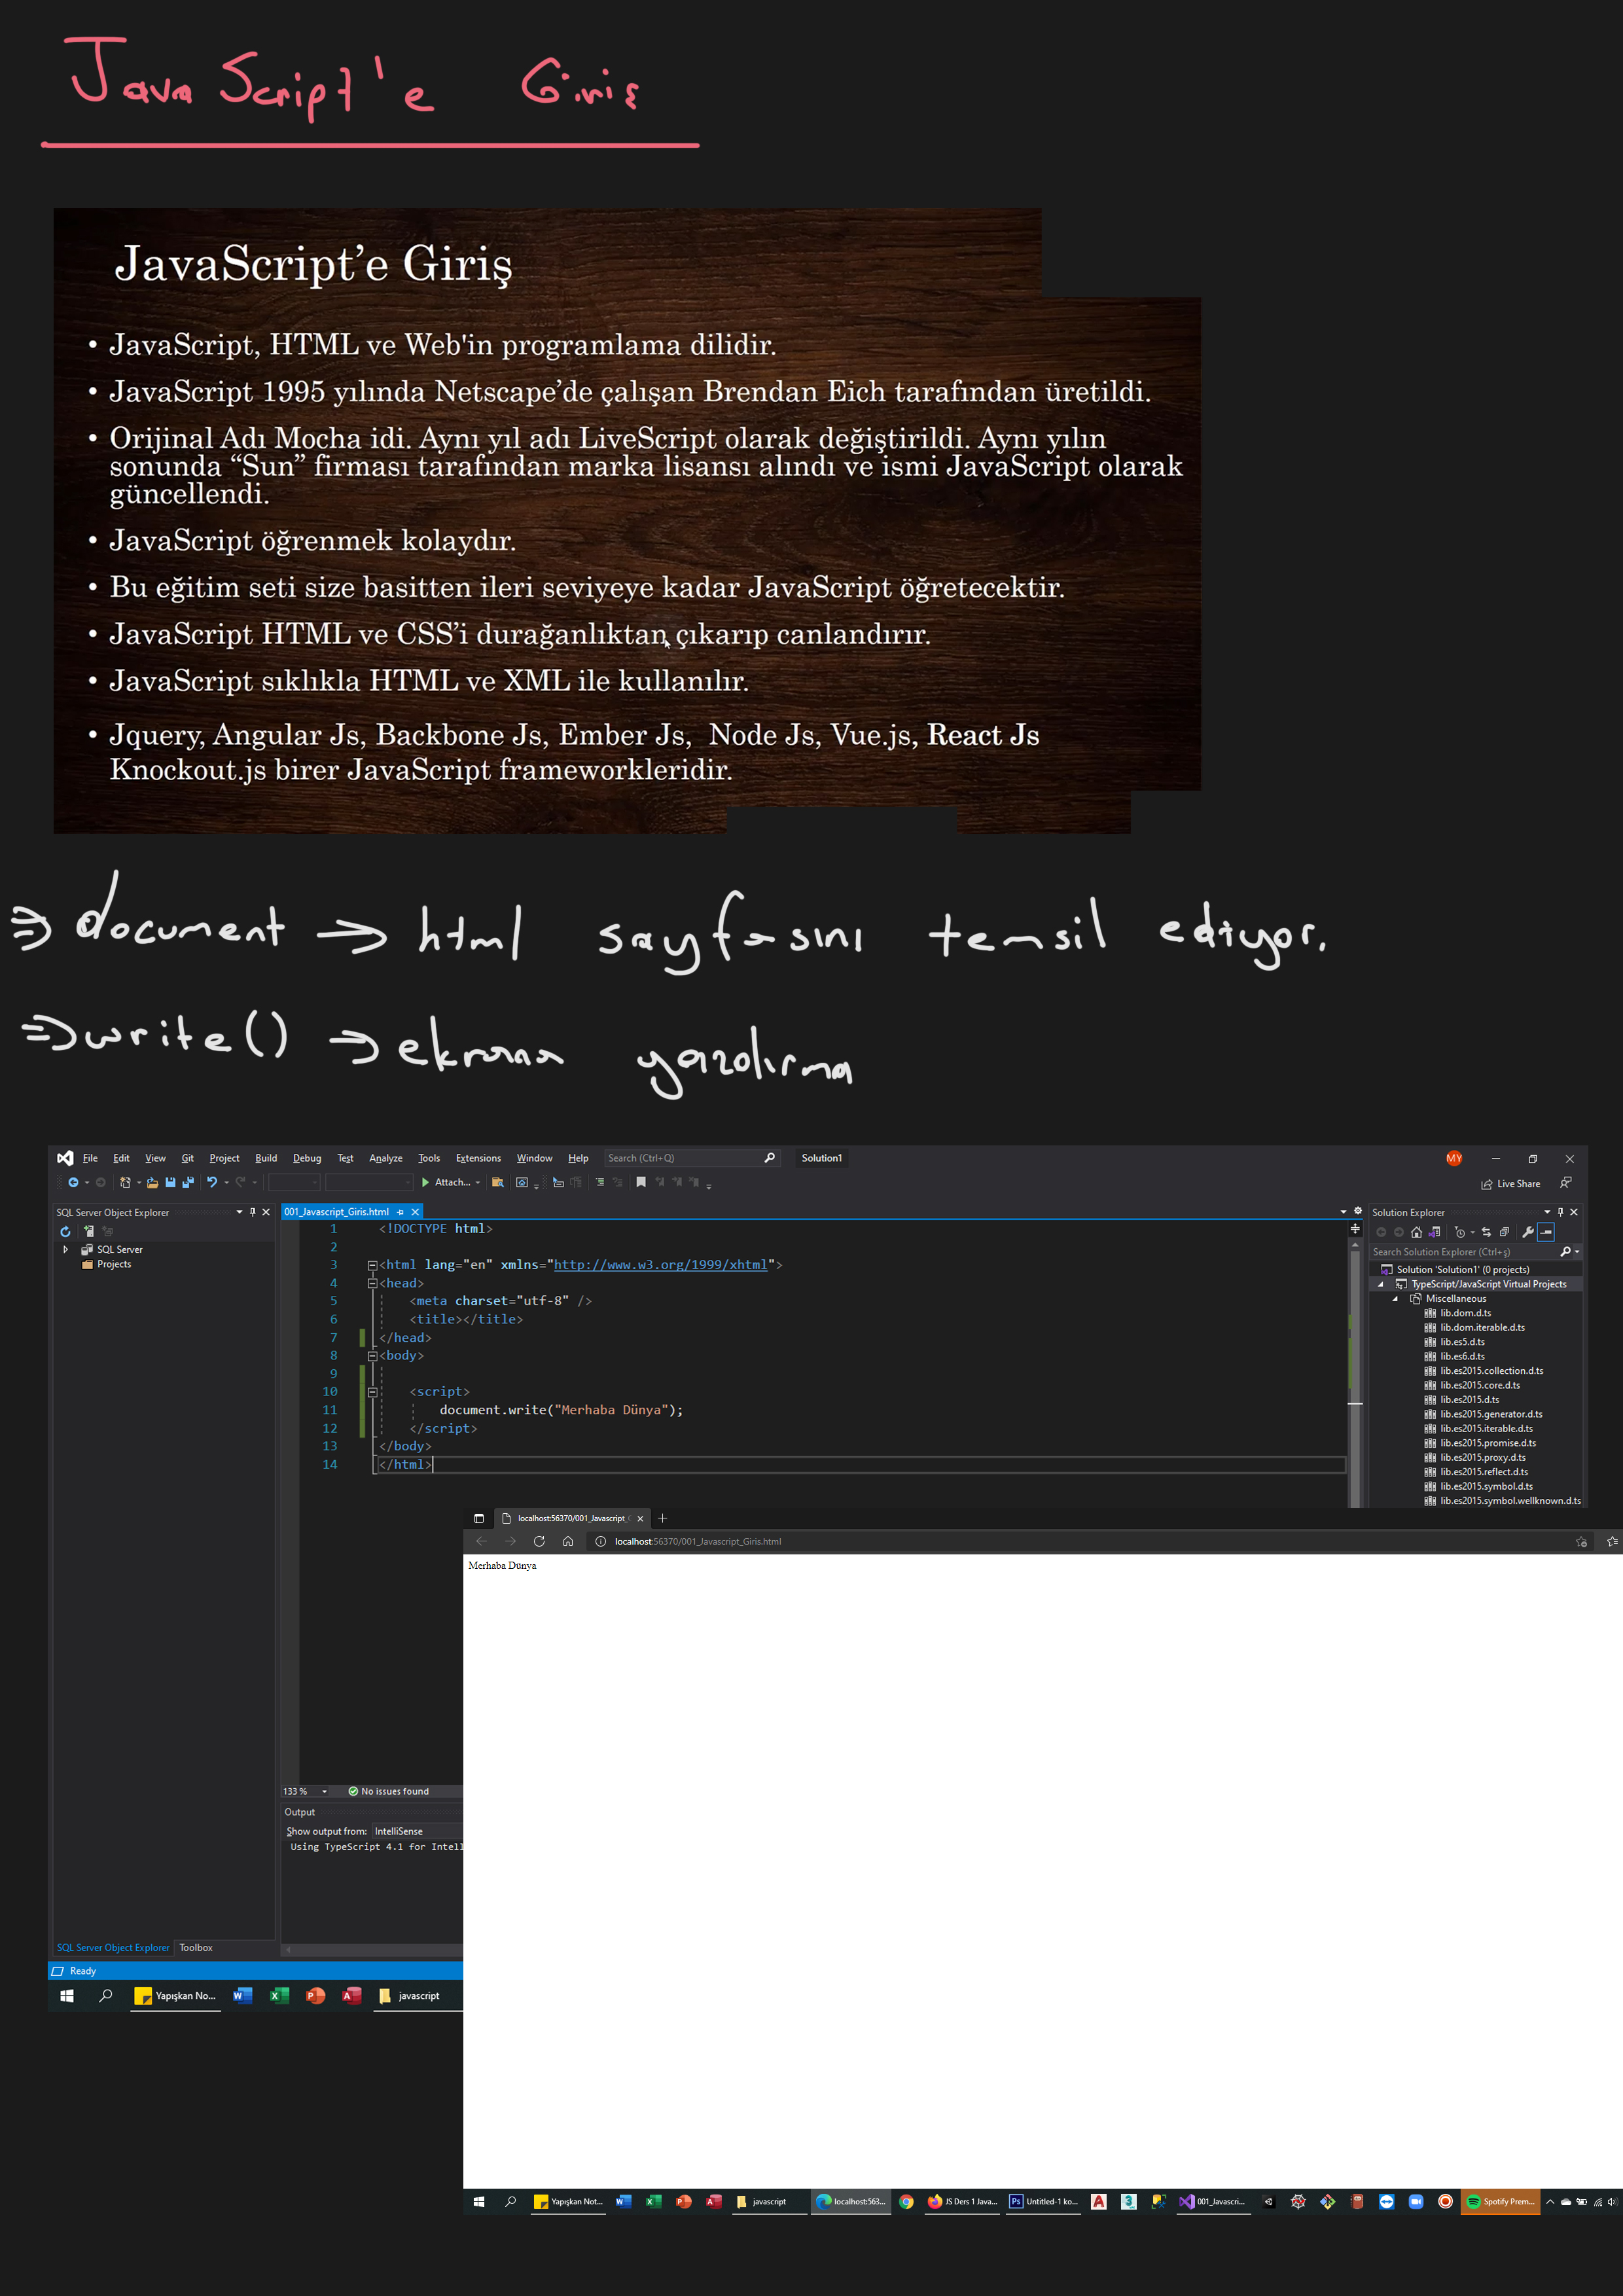 JavaScript'e Giriş
JavaScript’e Giriş
• JavaScript, HTML ve Web'in programlama dilidir.
• JavaScript 1995 yılında Netscape’de çalışan Brendan Eich tarafından üretildi.
• Orijinal Adı Mocha idi. Aynı yıl adı LiveScript olarak değiştirildi. Aynı yılın
sonunda “Sun” firması tarafından marka lisansı alındı ve ismi JavaScript olarak
güncellendi.
• JavaScript öğrenmek kolaydır.
• Bu eğitim seti size basitten ileri seviyeye kadar JavaScript öğretecektir.
• JavaScript HTML ve CSS’i durağanlıktan çıkarıp canlandırır.
• JavaScript sıklıkla HTML ve XML ile kullanılır.
• Jquery, Angular Js, Backbone Js, Ember Js, Node Js, Vue.js, React Js
Knockout.js birer JavaScript frameworkleridir.
⇒ document → html sayfasını temsil ediyor.
⇒ write() ⇒ ekrana yazdırma
File Edit View Git Project Build Debug Test Analyze Tools Extensions Window Help Search (Ctrl+Q) Solution1 MY
Attach... Live Share
SQL Server Object Explorer
SQL Server
Projects
001_Javascript_Giris.html
1 <!DOCTYPE html>
2
3 <html lang="en" xmlns="http://www.w3.org/1999/xhtml">
4 <head>
5 <meta charset="utf-8" />
6 <title></title>
7 </head>
8 <body>
9
10 <script>
11 document.write("Merhaba Dünya");
12 </script>
13 </body>
14 </html>
Solution Explorer
Search Solution Explorer (Ctrl+ş)
Solution 'Solution1' (0 projects)
TypeScript/JavaScript Virtual Projects
Miscellaneous
lib.dom.d.ts
lib.dom.iterable.d.ts
lib.es5.d.ts
lib.es6.d.ts
lib.es2015.collection.d.ts
lib.es2015.core.d.ts
lib.es2015.d.ts
lib.es2015.generator.d.ts
lib.es2015.iterable.d.ts
lib.es2015.promise.d.ts
lib.es2015.proxy.d.ts
lib.es2015.reflect.d.ts
lib.es2015.symbol.d.ts
lib.es2015.symbol.wellknown.d.ts
localhost:56370/001_Javascript_G
localhost:56370/001_Javascript_Giris.html
Merhaba Dünya
133 % No issues found
Output
Show output from: IntelliSense
Using TypeScript 4.1 for Intell
SQL Server Object Explorer Toolbox
Ready
Yapışkan No... javascript
Yapışkan Not... javascript localhost:563... JS Ders 1 Java... Untitled-1 ko... 001_Javascri... Spotify Prem...